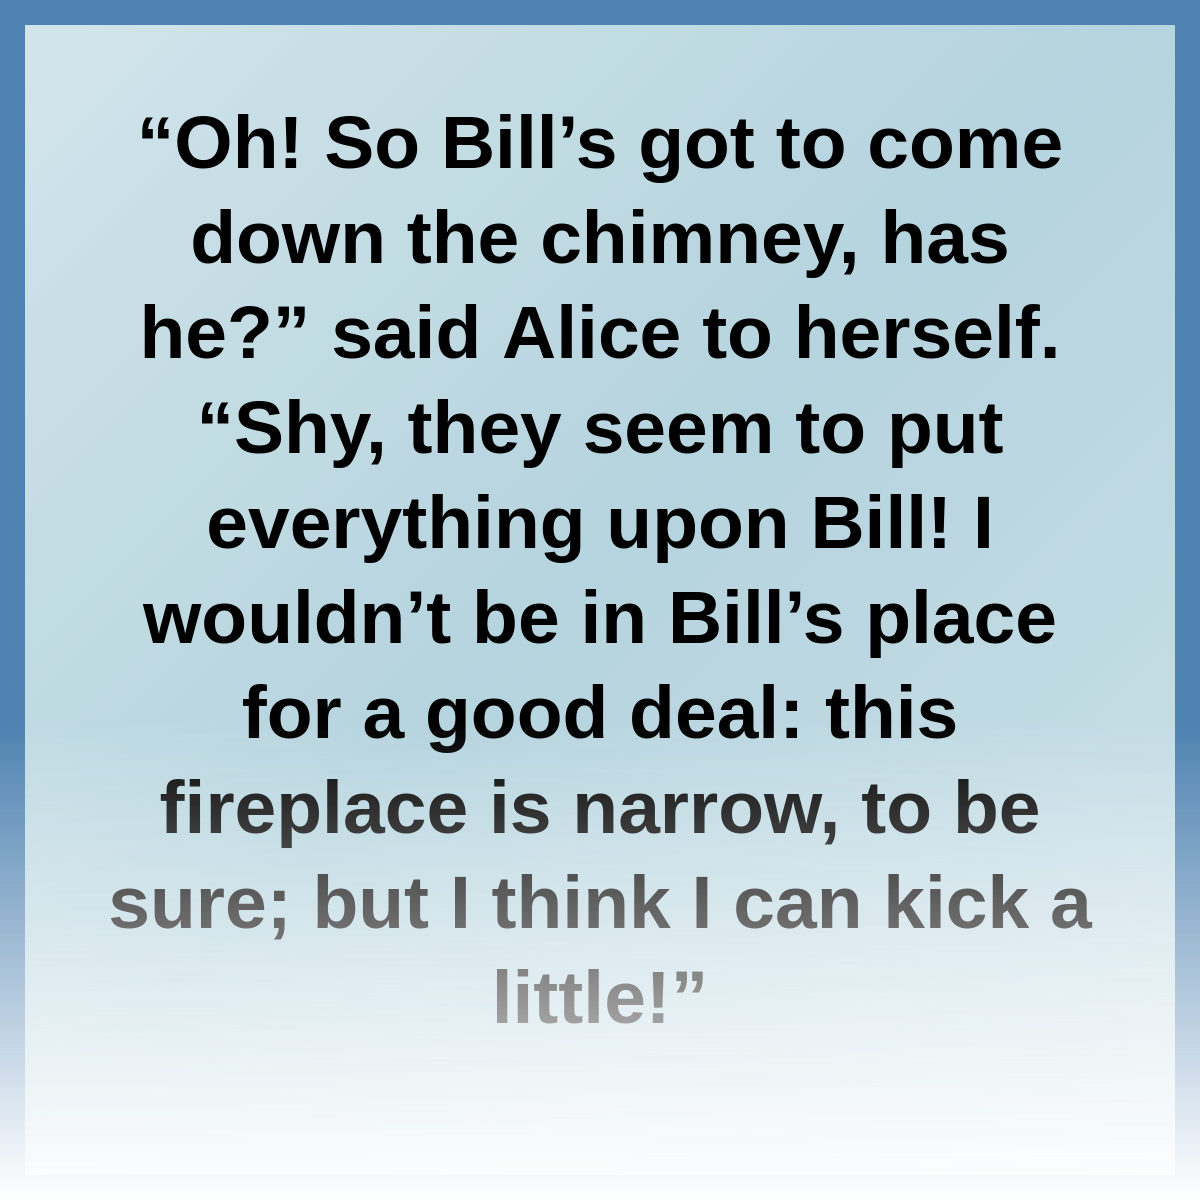 “Oh! So Bill’s got to come
down the chimney, has
he?” said Alice to herself.
“Shy, they seem to put
everything upon Bill! I
wouldn’t be in Bill’s place
for a good deal: this
fireplace is narrow, to be
sure; but I think I can kick a
little!”